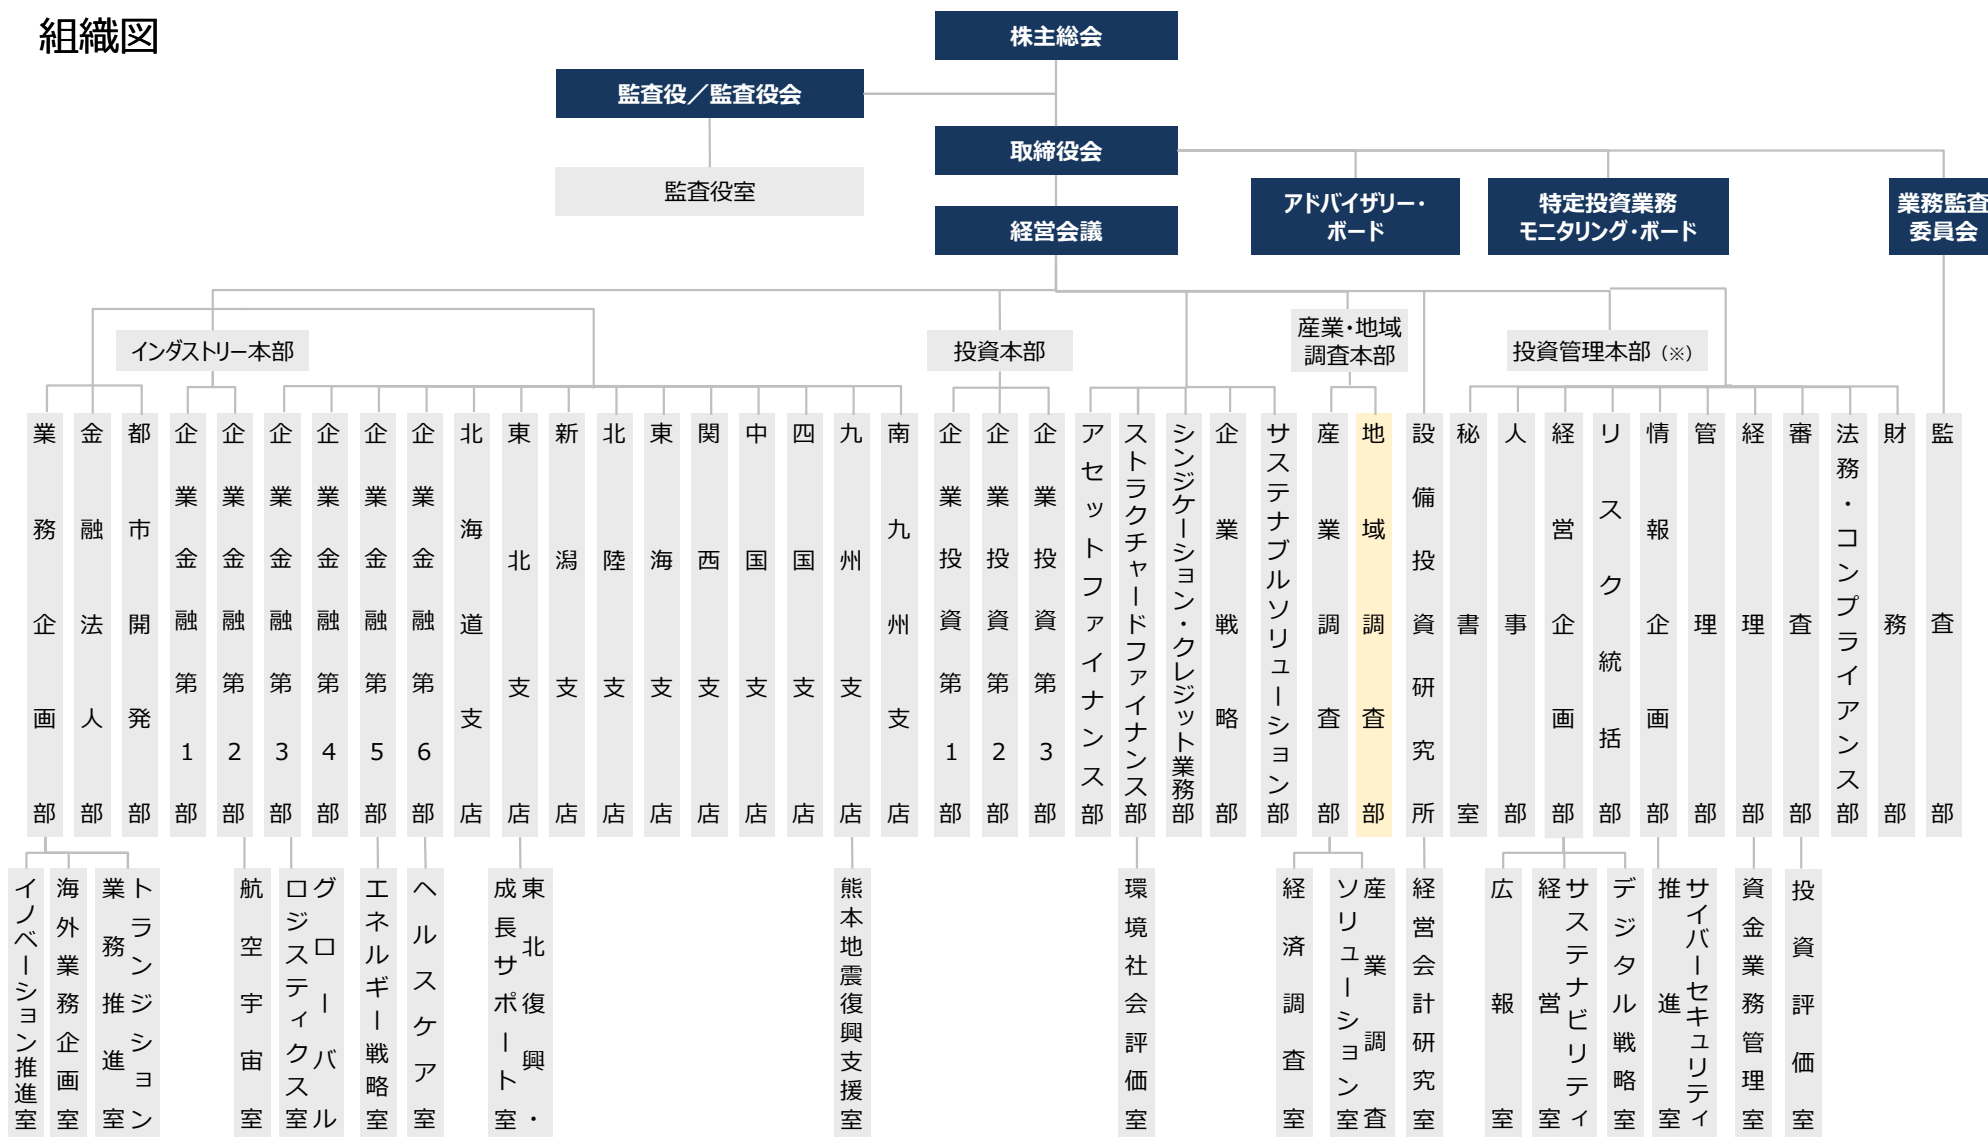 組織図
株主総会
監査役／監査役会
取締役会
監査役室
アドバイザリー・
ボード
特定投資業務
モニタリング・ボード
業務監査
委員会
経営会議
インダストリー本部
投資本部
産業・地域
調査本部
投資管理本部（※）
業務企画部
金融法人部
都市開発部
企業金融第1部
企業金融第2部
企業金融第3部
企業金融第4部
企業金融第5部
企業金融第6部
北海道支店
東北支店
新潟支店
北陸支店
東海支店
関西支店
中国支店
四国支店
九州支店
南九州支店
企業投資第1部
企業投資第2部
企業投資第3部
アセットファイナンス部
ストラクチャードファイナンス部
シンジケーション・クレジット業務部
企業戦略部
サステナブルソリューション部
産業調査部
地域調査部
設備投資研究所
秘書室
人事部
経営企画部
リスク統括部
情報企画部
管理部
経理部
審査部
法務・コンプライアンス部
財務部
監査部
イノベーション推進室
海外業務企画室
トランジション
業務推進室
航空宇宙室
グローバル
ロジスティクス室
エネルギー戦略室
ヘルスケア室
東北復興・
成長サポート室
熊本地震復興支援室
環境社会評価室
経済調査室
産業調査
ソリューション室
経営会計研究室
広報室
サステナビリティ
経営室
デジタル戦略室
サイバーセキュリティ
推進室
資金業務管理室
投資評価室